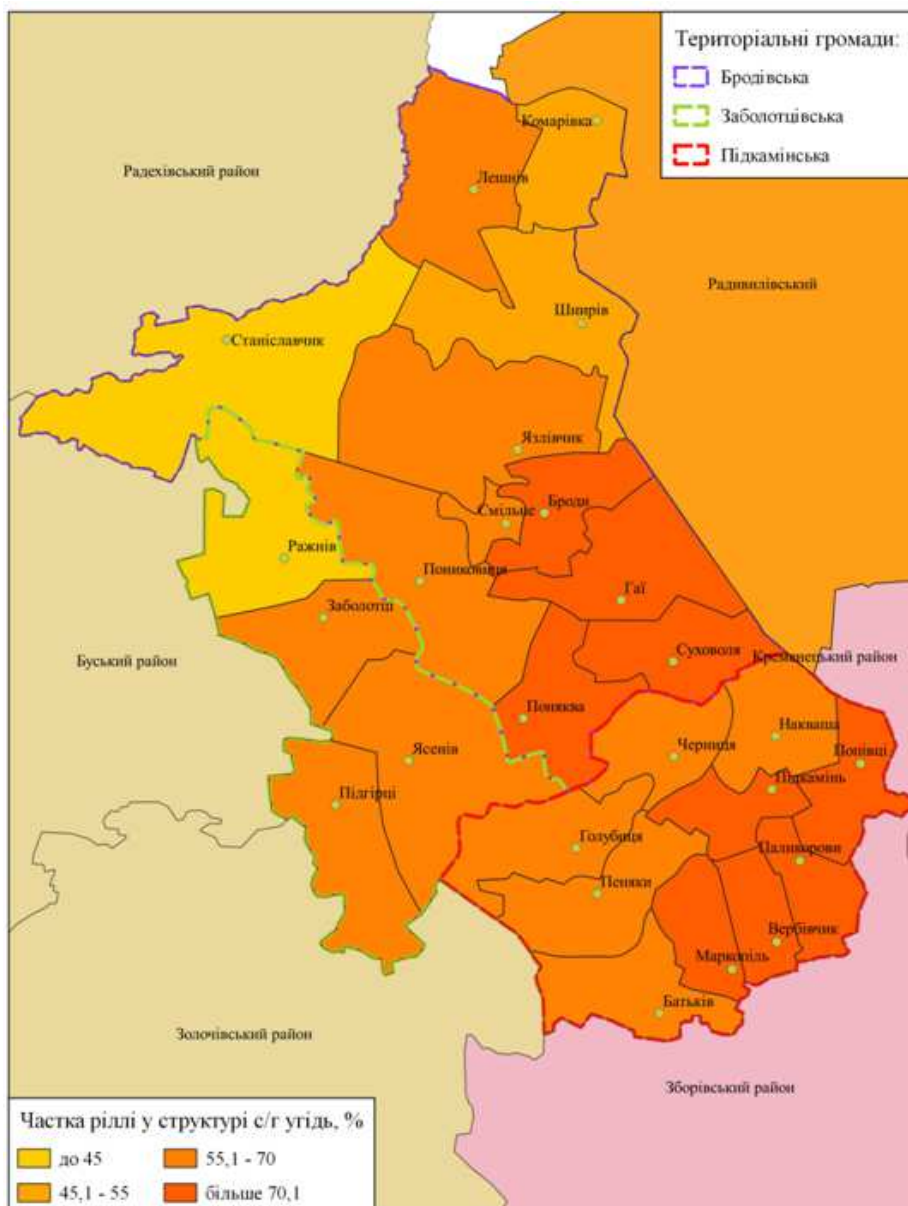 Територіальні громади:
Бродівська
Заболотцівська
Підкамінська
Комарівка
Радехівський район
Лешнів
Радивилівський
Шнирів
Станіславчик
Язлівчик
Броди
Смільне
Ражнів
Пониковиця
Гаї
Заболотці
Буський район
Суховоля
Кременецький район
Поняква
Накваша
Черниця
Ясенів
Попівці
Підкамінь
Підгірці
Голубиця
Паликорови
Пеняки
Вербівчик
Маркопіль
Батьків
Золочівський район
Зборівський район
Частка ріллі у структурі с/г угідь, %
до 45
55,1 - 70
45,1 - 55
більше 70,1